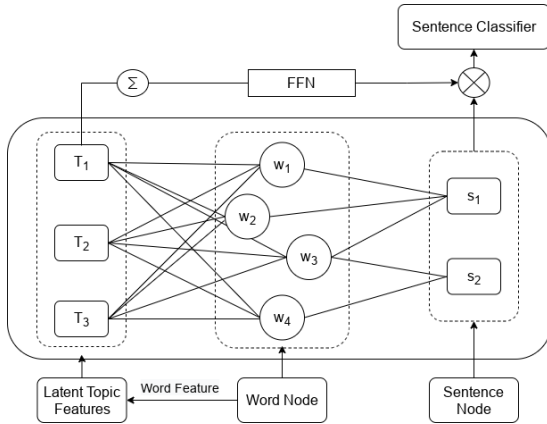 Sentence Classifier
Σ
FFN
T1
w1
w2
s1
T2
w3
s2
T3
w4
Latent Topic
Features
Word Feature
Word Node
Sentence
Node